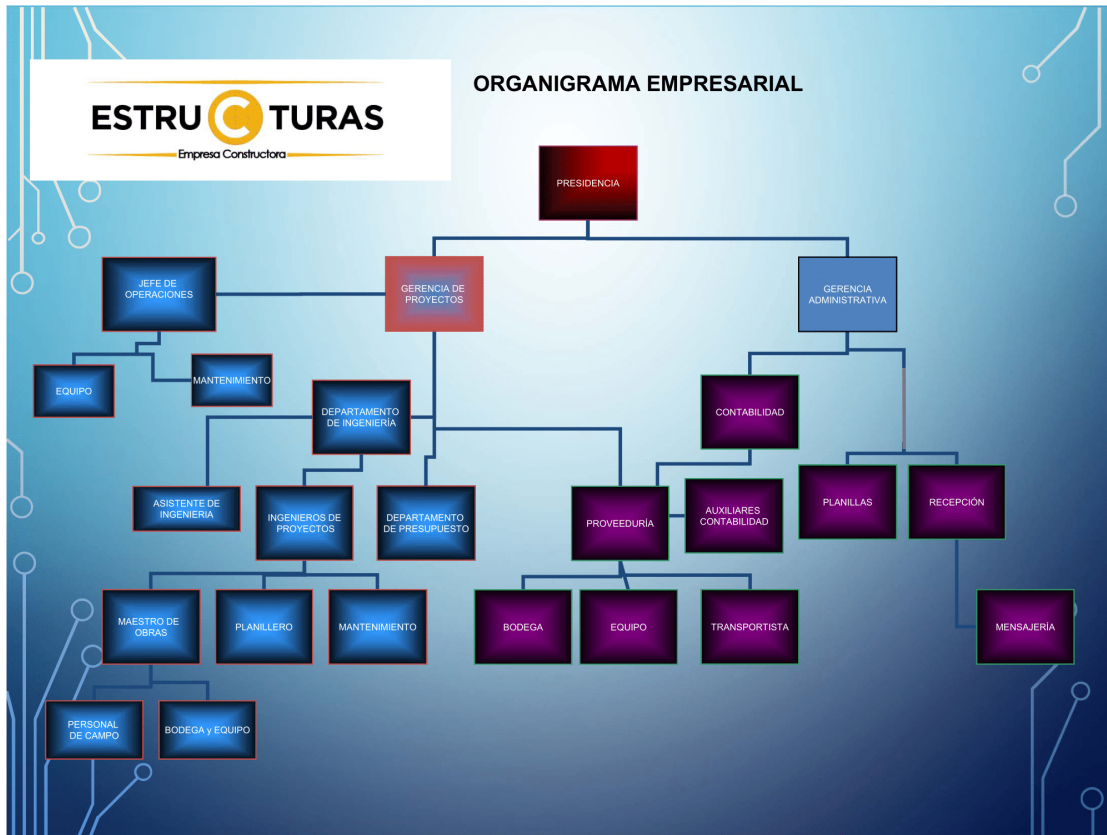 ORGANIGRAMA EMPRESARIAL
ESTRUCTURAS
Empresa Constructora
PRESIDENCIA
JEFE DE
OPERACIONES
GERENCIA DE
PROYECTOS
GERENCIA
ADMINISTRATIVA
EQUIPO
MANTENIMIENTO
DEPARTAMENTO
DE INGENIERÍA
CONTABILIDAD
ASISTENTE DE
INGENIERIA
INGENIEROS DE
PROYECTOS
DEPARTAMENTO
DE PRESUPUESTO
PROVEEDURÍA
AUXILIARES
CONTABILIDAD
PLANILLAS
RECEPCIÓN
MAESTRO DE
OBRAS
PLANILLERO
MANTENIMIENTO
BODEGA
EQUIPO
TRANSPORTISTA
MENSAJERÍA
PERSONAL
DE CAMPO
BODEGA y EQUIPO